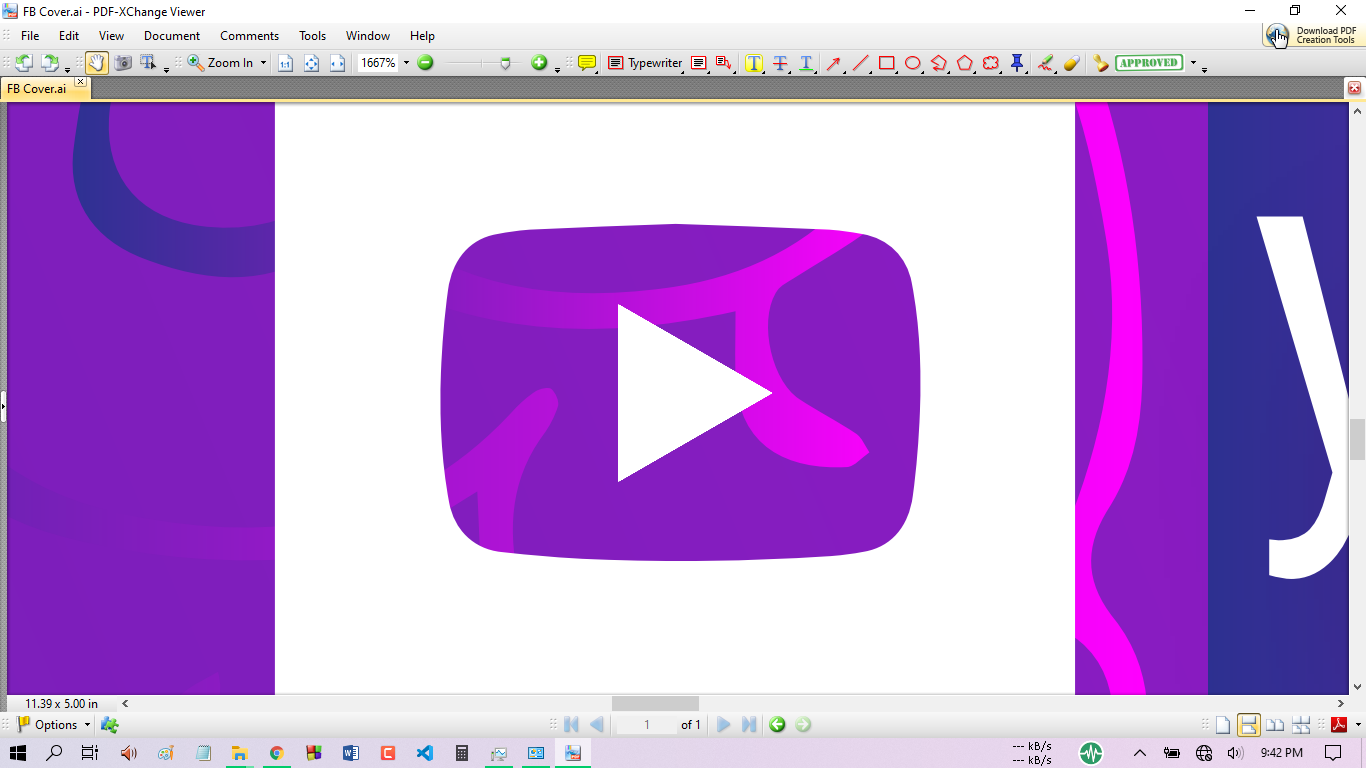 FB Cover.ai - PDF-XChange Viewer
File Edit View Document Comments Tools Window Help
Download PDF
Creation Tools
Zoom In 1:1 1667% T Typewriter T T T APPROVED
FB Cover.ai
y
11.39 x 5.00 in
Options 1 of 1
--- kB/s
--- kB/s
9:42 PM